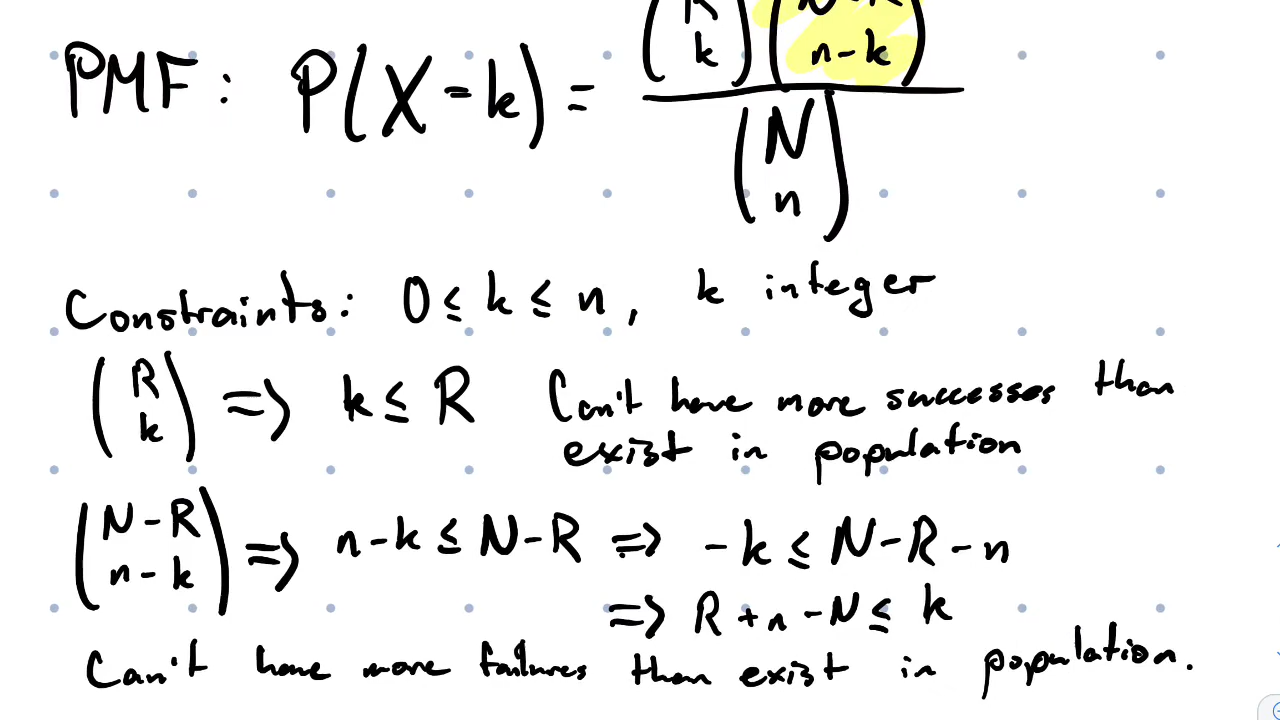 R N-R
PMF: P(X=k) = k n-k
N
n
Constraints: 0 ≤ k ≤ n, k integer
(R k) => k ≤ R Can't have more successes than
exist in population
(N-R n-k) => n-k ≤ N-R => -k ≤ N-R-n
=> R+n-N ≤ k
Can't have more failures than exist in population.